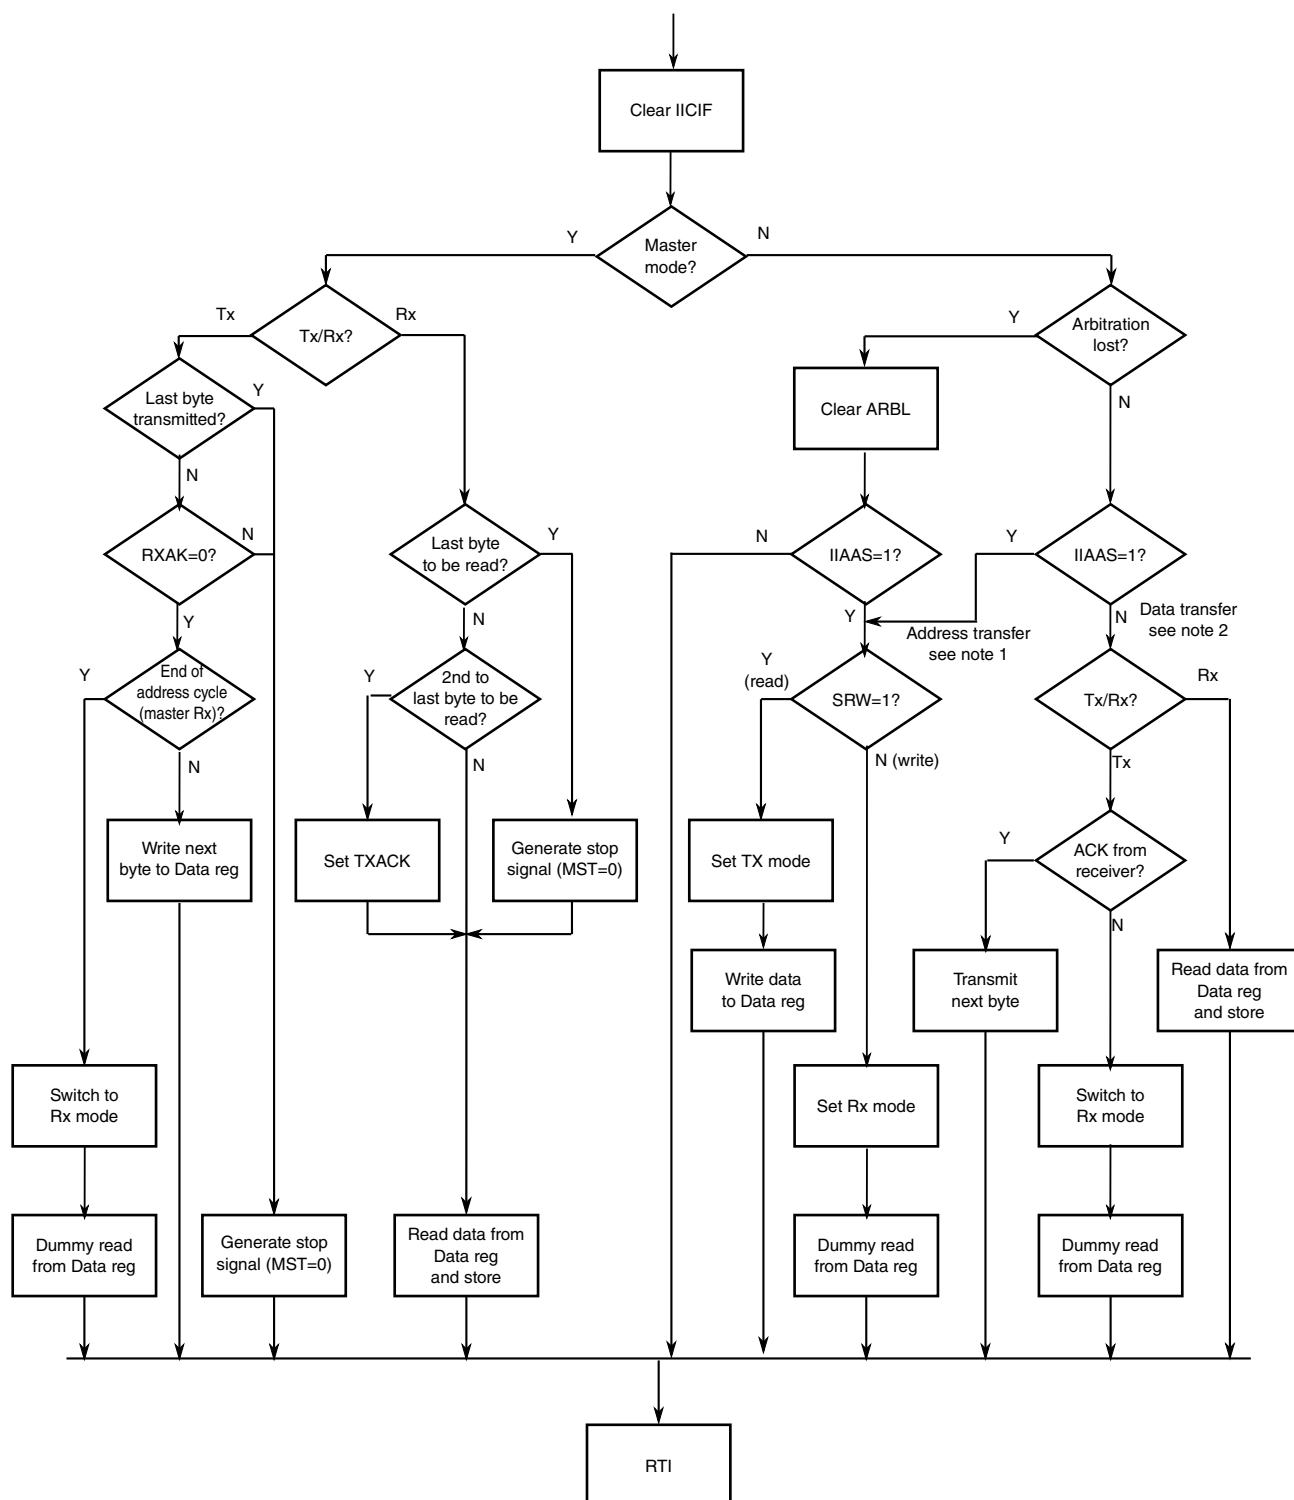 Clear IICIF
Master
mode?
Y
N
Tx/Rx?
Tx
Rx
Arbitration
lost?
Y
N
Last byte
transmitted?
Y
N
Clear ARBL
RXAK=0?
N
Y
Last byte
to be read?
Y
N
IIAAS=1?
N
Y
IIAAS=1?
Y
N
Address transfer
see note 1
Data transfer
see note 2
End of
address cycle
(master Rx)?
Y
N
2nd to
last byte to be
read?
Y
N
SRW=1?
Y
(read)
N (write)
Tx/Rx?
Rx
Tx
Write next
byte to Data reg
Set TXACK
Generate stop
signal (MST=0)
Set TX mode
ACK from
receiver?
Y
N
Write data
to Data reg
Transmit
next byte
Read data from
Data reg
and store
Switch to
Rx mode
Set Rx mode
Switch to
Rx mode
Dummy read
from Data reg
Generate stop
signal (MST=0)
Read data from
Data reg
and store
Dummy read
from Data reg
Dummy read
from Data reg
RTI